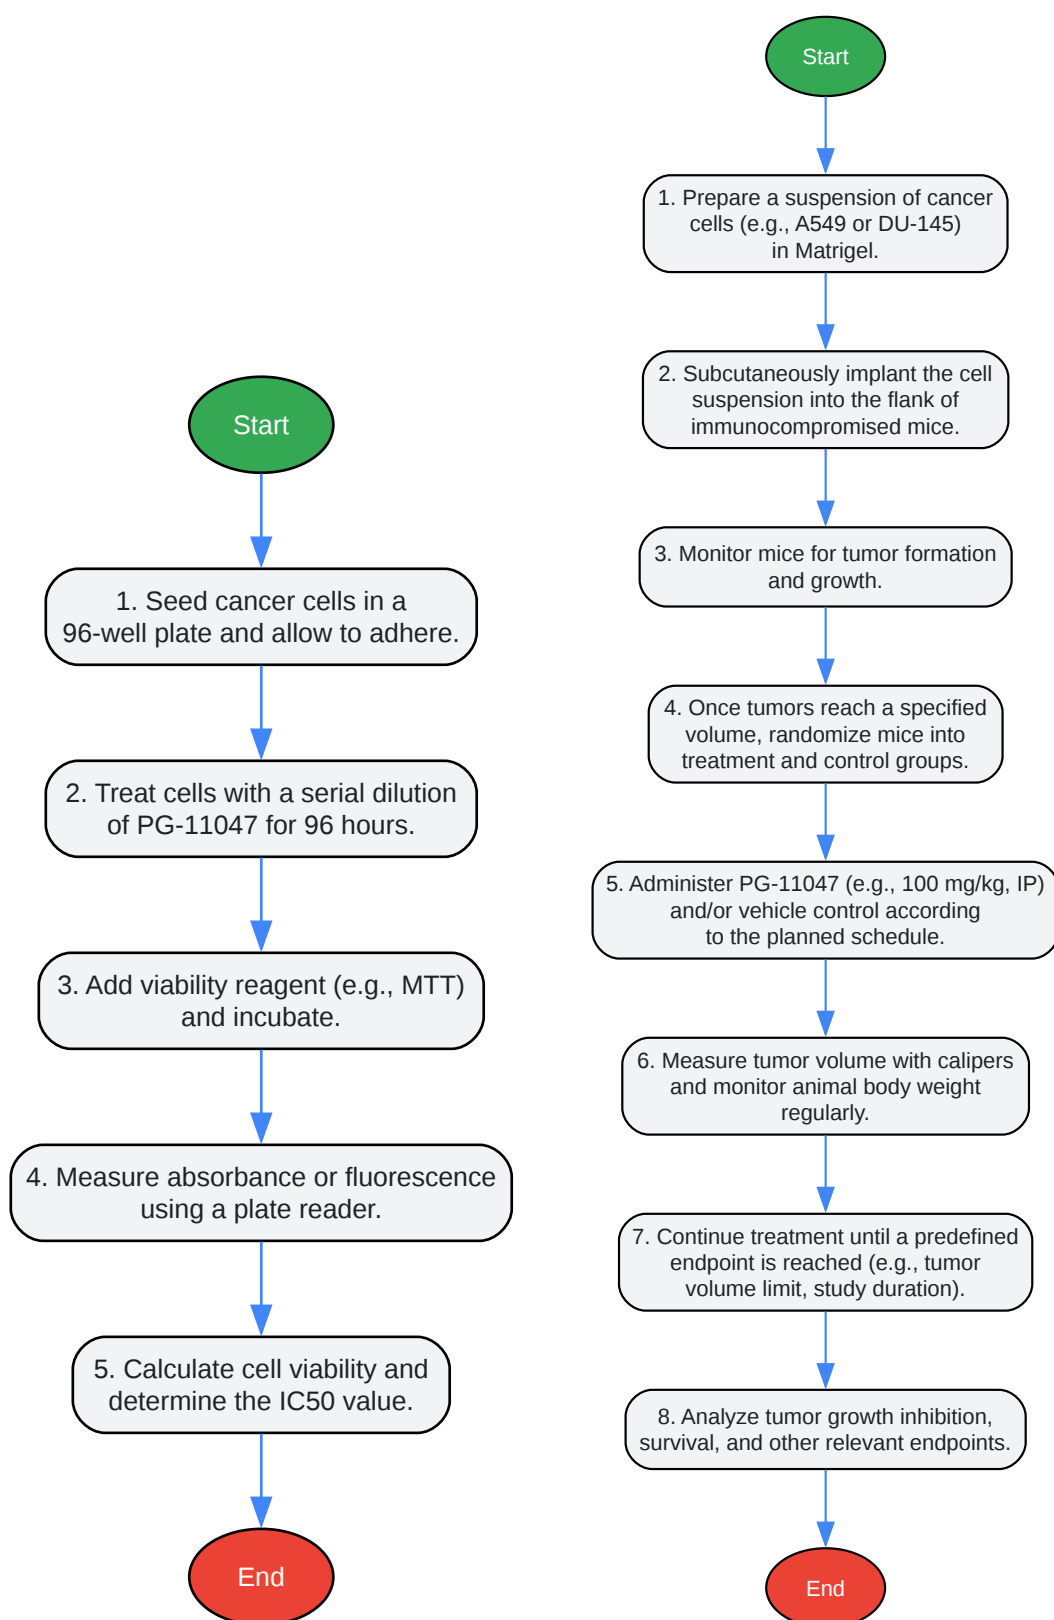 Start
1. Seed cancer cells in a
96-well plate and allow to adhere.
2. Treat cells with a serial dilution
of PG-11047 for 96 hours.
3. Add viability reagent (e.g., MTT)
and incubate.
4. Measure absorbance or fluorescence
using a plate reader.
5. Calculate cell viability and
determine the IC50 value.
End
Start
1. Prepare a suspension of cancer
cells (e.g., A549 or DU-145)
in Matrigel.
2. Subcutaneously implant the cell
suspension into the flank of
immunocompromised mice.
3. Monitor mice for tumor formation
and growth.
4. Once tumors reach a specified
volume, randomize mice into
treatment and control groups.
5. Administer PG-11047 (e.g., 100 mg/kg, IP)
and/or vehicle control according
to the planned schedule.
6. Measure tumor volume with calipers
and monitor animal body weight
regularly.
7. Continue treatment until a predefined
endpoint is reached (e.g., tumor
volume limit, study duration).
8. Analyze tumor growth inhibition,
survival, and other relevant endpoints.
End